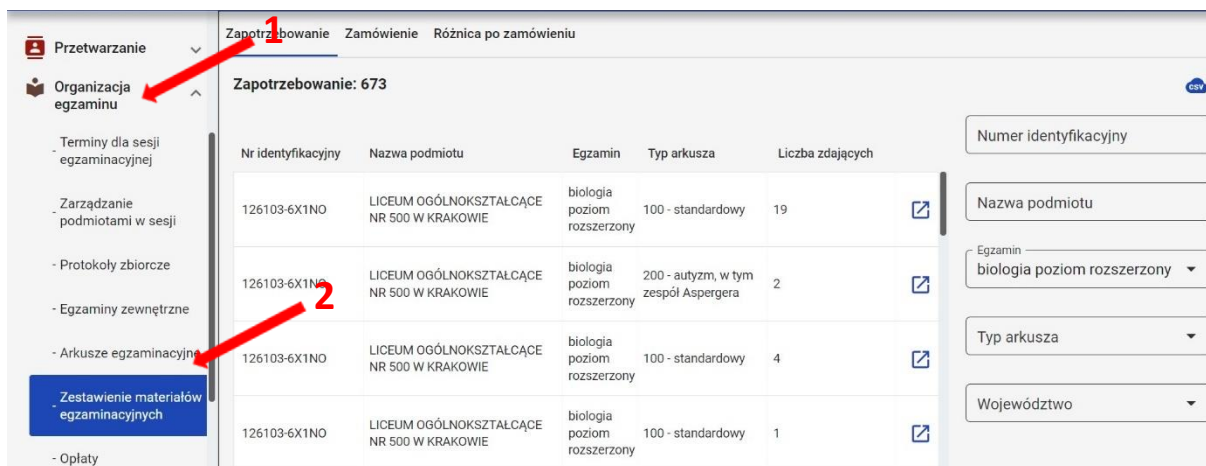 Przetwarzanie
Organizacja
egzaminu
- Terminy dla sesji
egzaminacyjnej
- Zarządzanie
podmiotami w sesji
- Protokoły zbiorcze
- Egzaminy zewnętrzne
- Arkusze egzaminacyjne
- Zestawienie materiałów
egzaminacyjnych
- Opłaty
1
2
Zapotrzebowanie Zamówienie Różnica po zamówieniu
Zapotrzebowanie: 673
CSV
Nr identyfikacyjny Nazwa podmiotu Egzamin Typ arkusza Liczba zdających
126103-6X1NO LICEUM OGÓLNOKSZTAŁCĄCE NR 500 W KRAKOWIE biologia poziom rozszerzony 100 - standardowy 19
126103-6X1NO LICEUM OGÓLNOKSZTAŁCĄCE NR 500 W KRAKOWIE biologia poziom rozszerzony 200 - autyzm, w tym zespół Aspergera 2
126103-6X1NO LICEUM OGÓLNOKSZTAŁCĄCE NR 500 W KRAKOWIE biologia poziom rozszerzony 100 - standardowy 4
126103-6X1NO LICEUM OGÓLNOKSZTAŁCĄCE NR 500 W KRAKOWIE biologia poziom rozszerzony 100 - standardowy 1
Numer identyfikacyjny
Nazwa podmiotu
Egzamin
biologia poziom rozszerzony
Typ arkusza
Województwo